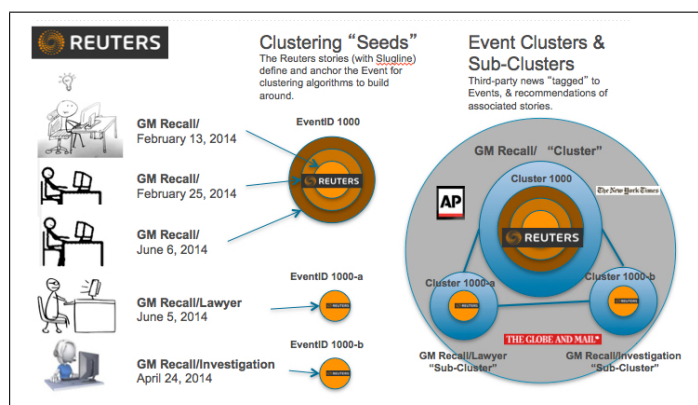 REUTERS
Clustering “Seeds”
The Reuters stories (with Slugline)
define and anchor the Event for
clustering algorithms to build
around.
Event Clusters &
Sub-Clusters
Third-party news “tagged” to
Events, & recommendations of
associated stories.
GM Recall/
February 13, 2014
GM Recall/
February 25, 2014
GM Recall/
June 6, 2014
GM Recall/Lawyer
June 5, 2014
GM Recall/Investigation
April 24, 2014
EventID 1000
REUTERS
EventID 1000-a
REUTERS
EventID 1000-b
REUTERS
GM Recall/ “Cluster”
Cluster 1000
AP
The New York Times
REUTERS
Cluster 1000-a
REUTERS
Cluster 1000-b
REUTERS
THE GLOBE AND MAIL*
GM Recall/Lawyer
“Sub-Cluster”
GM Recall/Investigation
“Sub-Cluster”